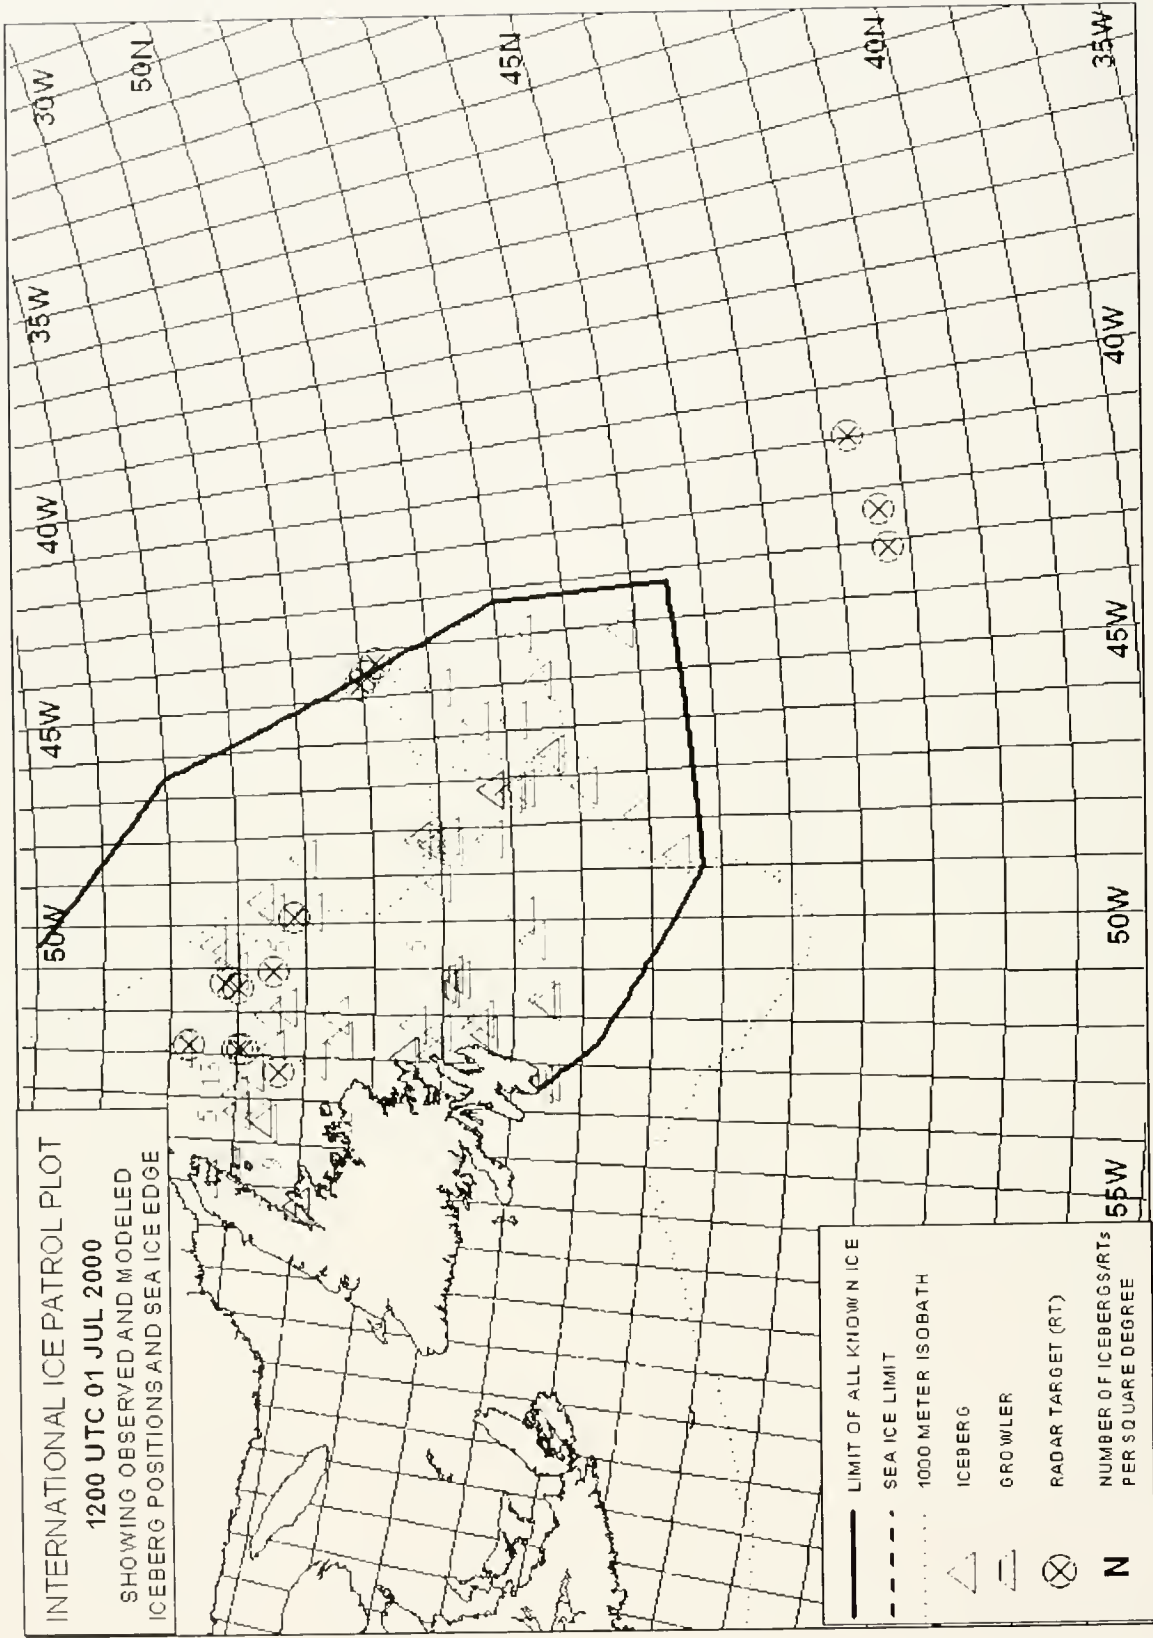 INTERNATIONAL ICE PATROL PLOT
1200 UTC 01 JUL 2000
SHOWING OBSERVED AND MODELED
ICEBERG POSITIONS AND SEA ICE EDGE
50W
45W
40W
35W
30W
50N
45N
40N
35W
40W
45W
50W
55W
LIMIT OF ALL KNOWN ICE
SEA ICE LIMIT
1000 METER ISOBATH
ICEBERG
GROWLER
RADAR TARGET (RT)
N NUMBER OF ICEBERGS/RTs
PER SQUARE DEGREE